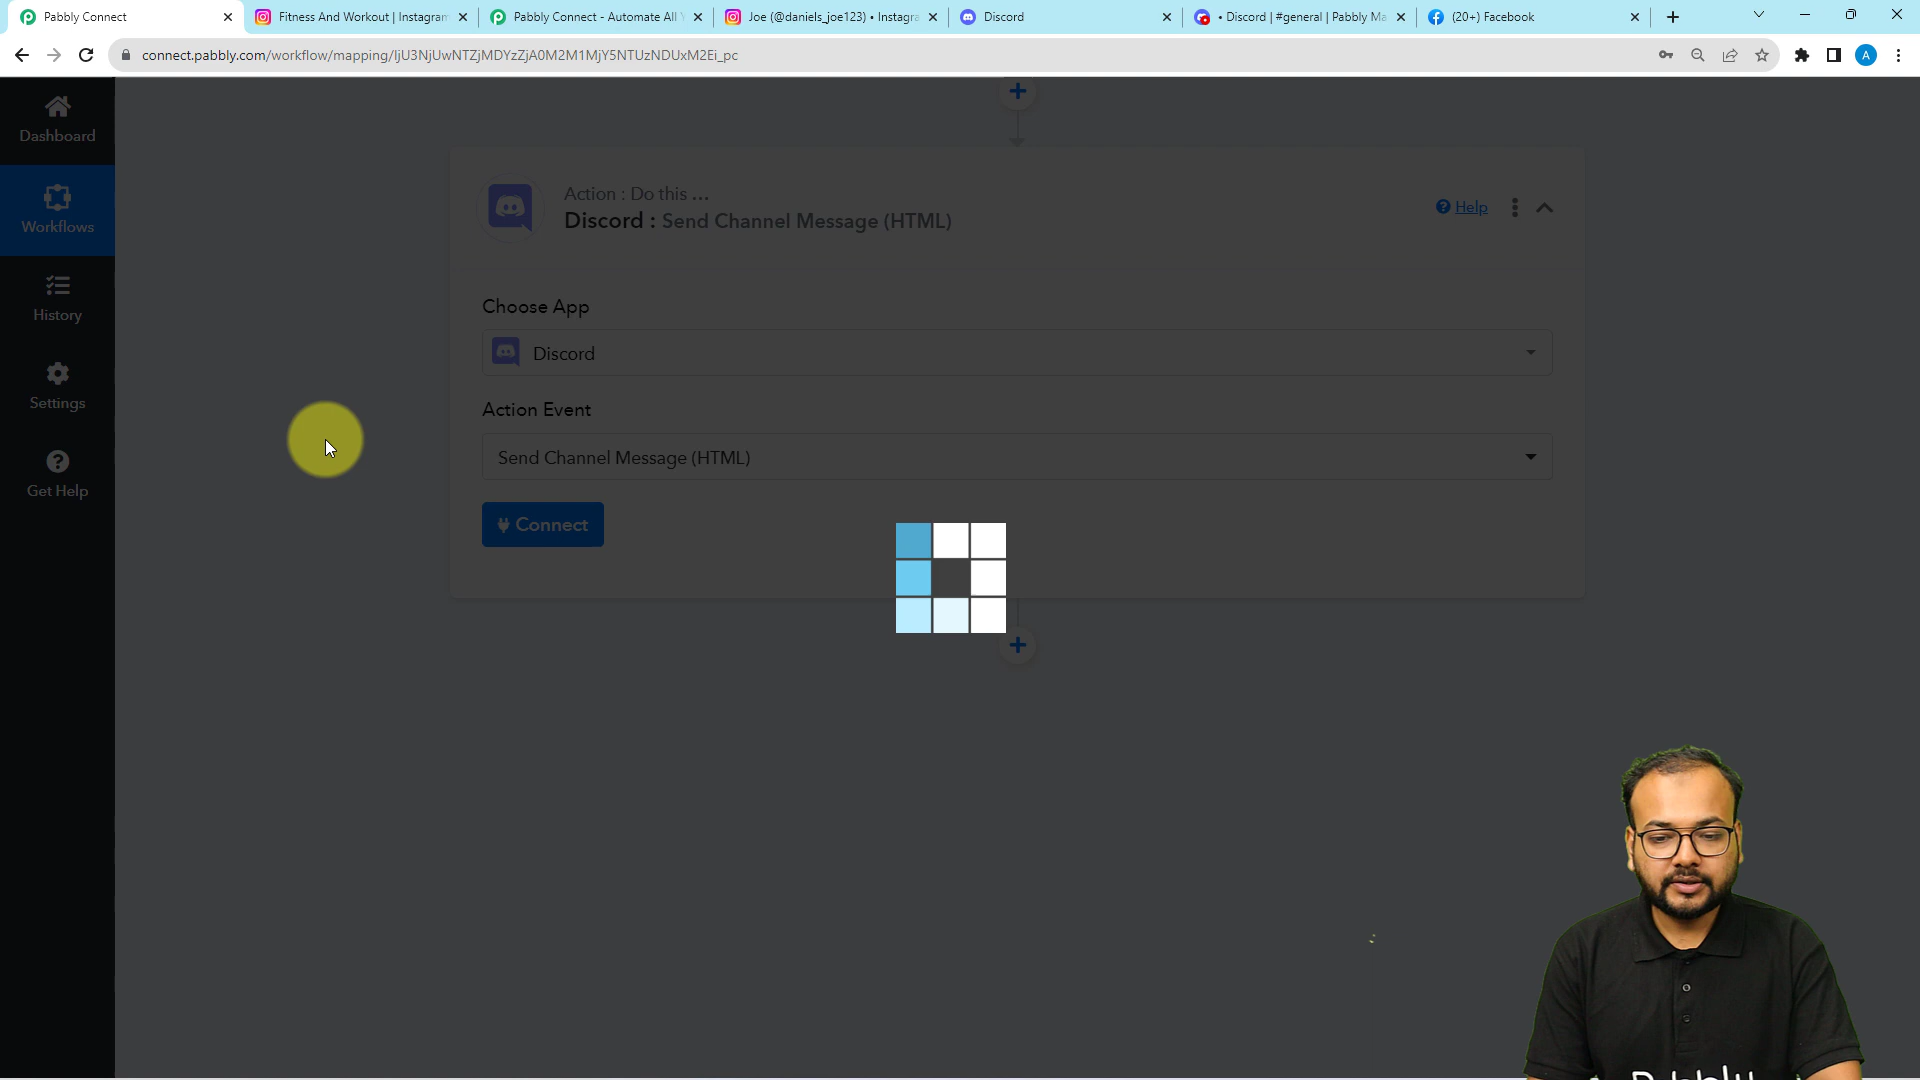 Pabbly Connect
Fitness And Workout | Instagram
Pabbly Connect - Automate All
Joe (@daniels_joe123) • Instagra
Discord
• Discord | #general | Pabbly Ma
(20+) Facebook
connect.pabbly.com/workflow/mapping/IjU3NjUwNTZjMDYzZjA0M2M1MjY5NTUzNDUxM2Ei_pc
A
Dashboard
Workflows
History
Settings
Get Help
Action : Do this ...
Discord : Send Channel Message (HTML)
Help
Choose App
Discord
Action Event
Send Channel Message (HTML)
Connect
Pabbly